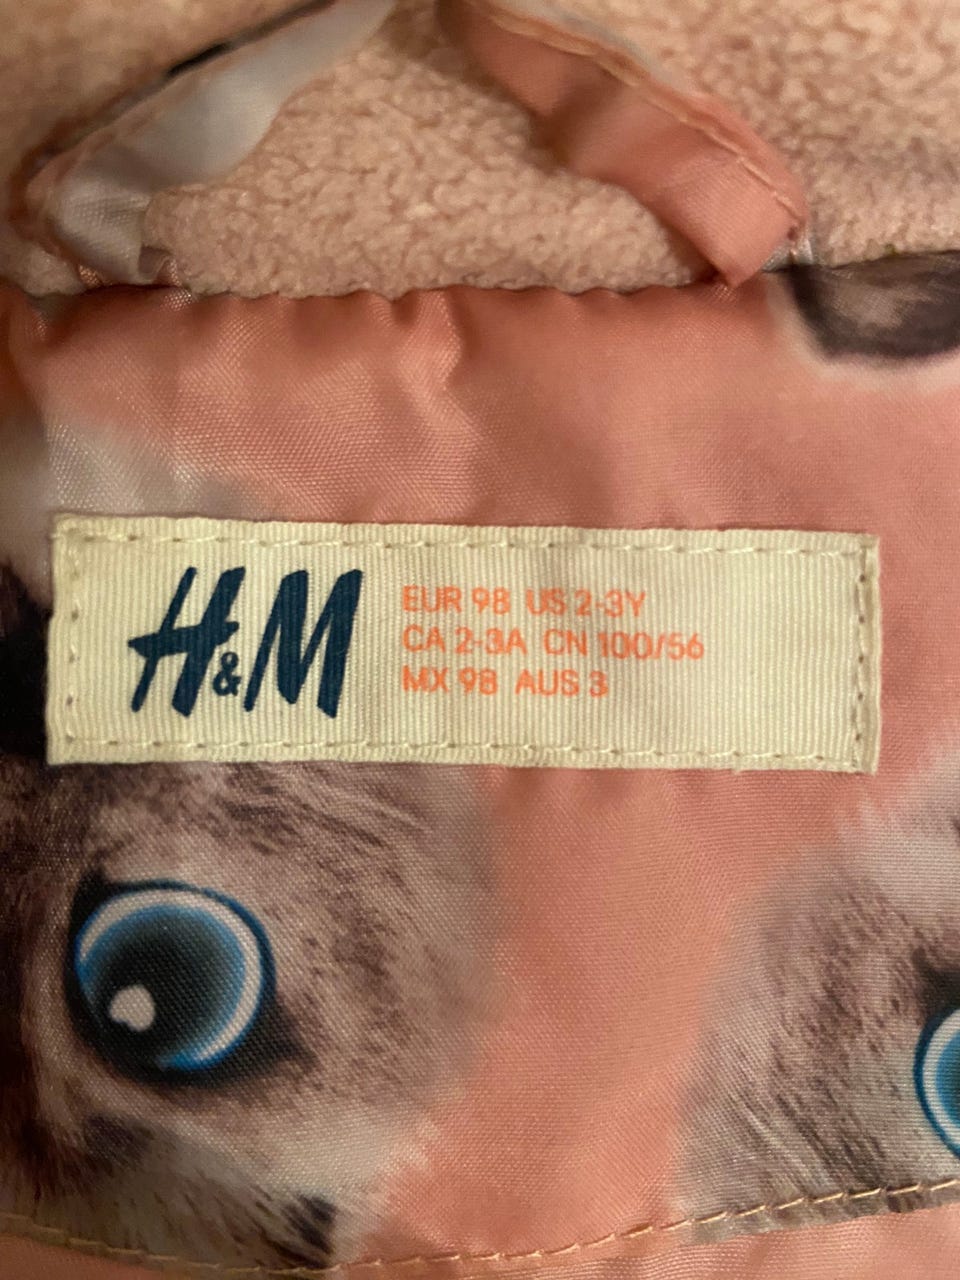 H&M
EUR 98 US 2-3Y
CA 2-3A CN 100/56
MX 98 AUS 3